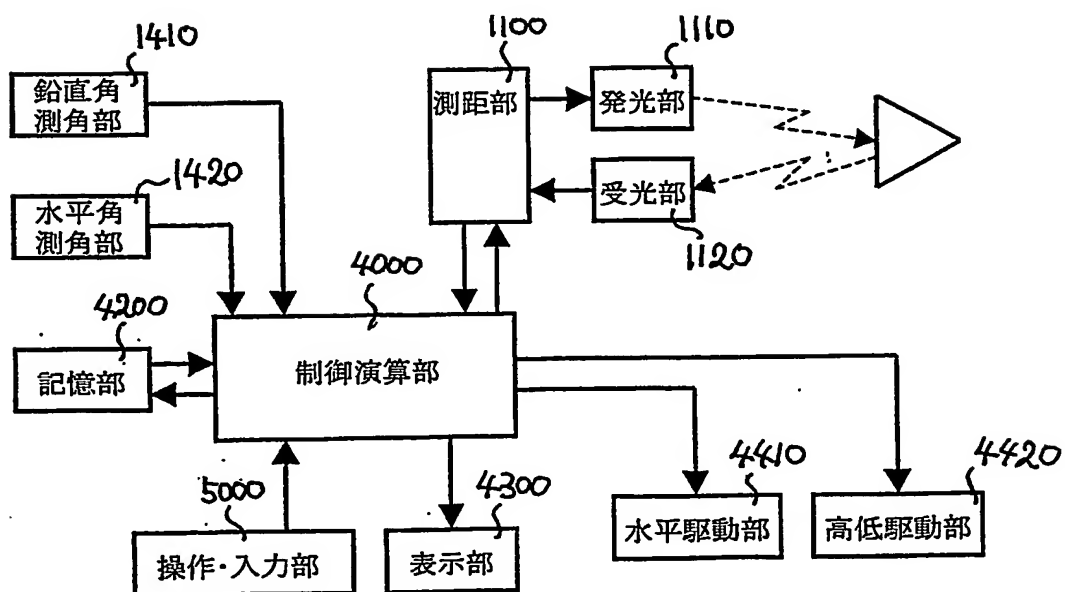 1410
鉛直角
測角部
1420
水平角
測角部
1100
測距部
1110
発光部
受光部
1120
4000
制御演算部
4200
記憶部
5000
操作・入力部
4300
表示部
4410
水平駆動部
4420
高低駆動部